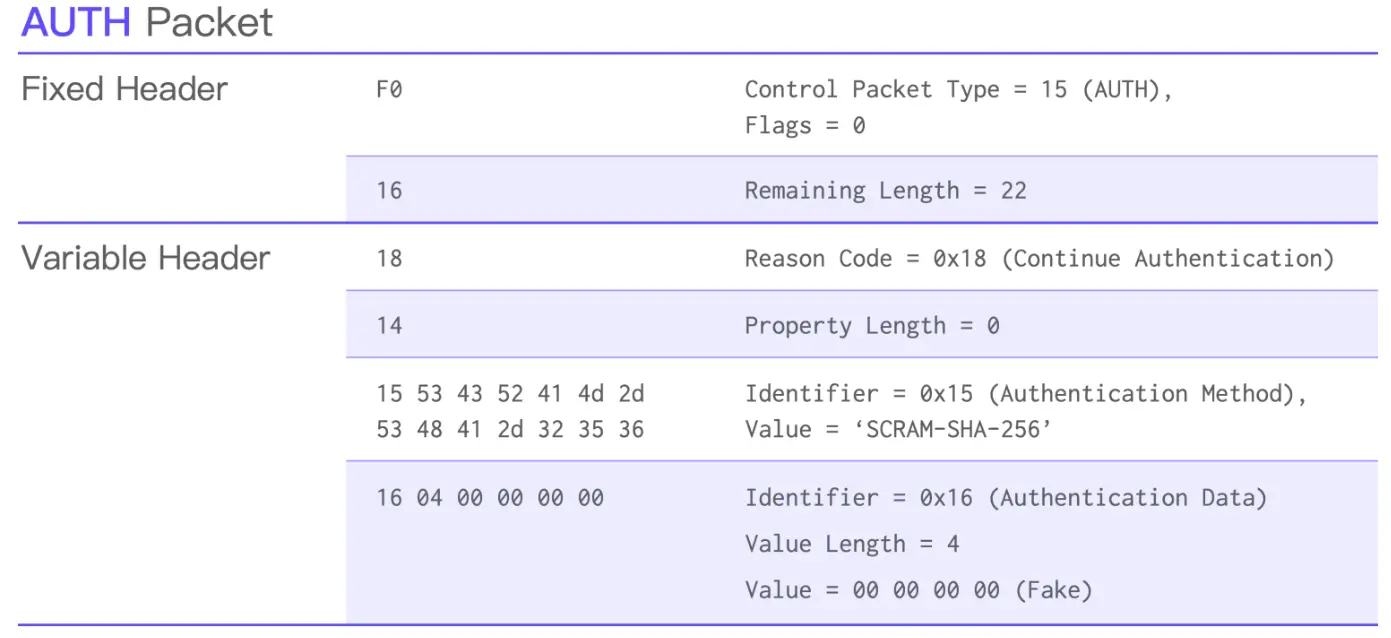 AUTH Packet
Fixed Header
F0
Control Packet Type = 15 (AUTH),
Flags = 0
16
Remaining Length = 22
Variable Header
18
Reason Code = 0x18 (Continue Authentication)
14
Property Length = 0
15 53 43 52 41 4d 2d
53 48 41 2d 32 35 36
Identifier = 0x15 (Authentication Method),
Value = ‘SCRAM-SHA-256’
16 04 00 00 00 00
Identifier = 0x16 (Authentication Data)
Value Length = 4
Value = 00 00 00 00 (Fake)